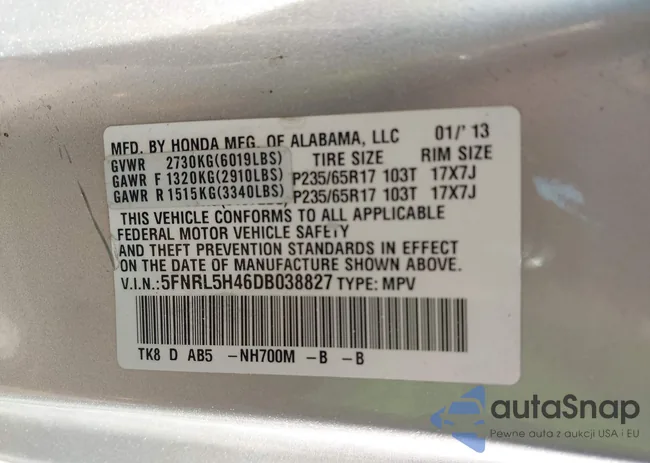 MFD. BY HONDA MFG. OF ALABAMA, LLC 01/'13
GVWR 2730KG(6019LBS) TIRE SIZE RIM SIZE
GAWR F 1320KG(2910LBS) P235/65R17 103T 17X7J
GAWR R 1515KG(3340LBS) P235/65R17 103T 17X7J
THIS VEHICLE CONFORMS TO ALL APPLICABLE
FEDERAL MOTOR VEHICLE SAFETY
AND THEFT PREVENTION STANDARDS IN EFFECT
ON THE DATE OF MANUFACTURE SHOWN ABOVE.
V.I.N.: 5FNRL5H46DB038827 TYPE: MPV
TK8 D AB5 -NH700M -B -B
autaSnap
Pewne auta z aukcji USA i EU